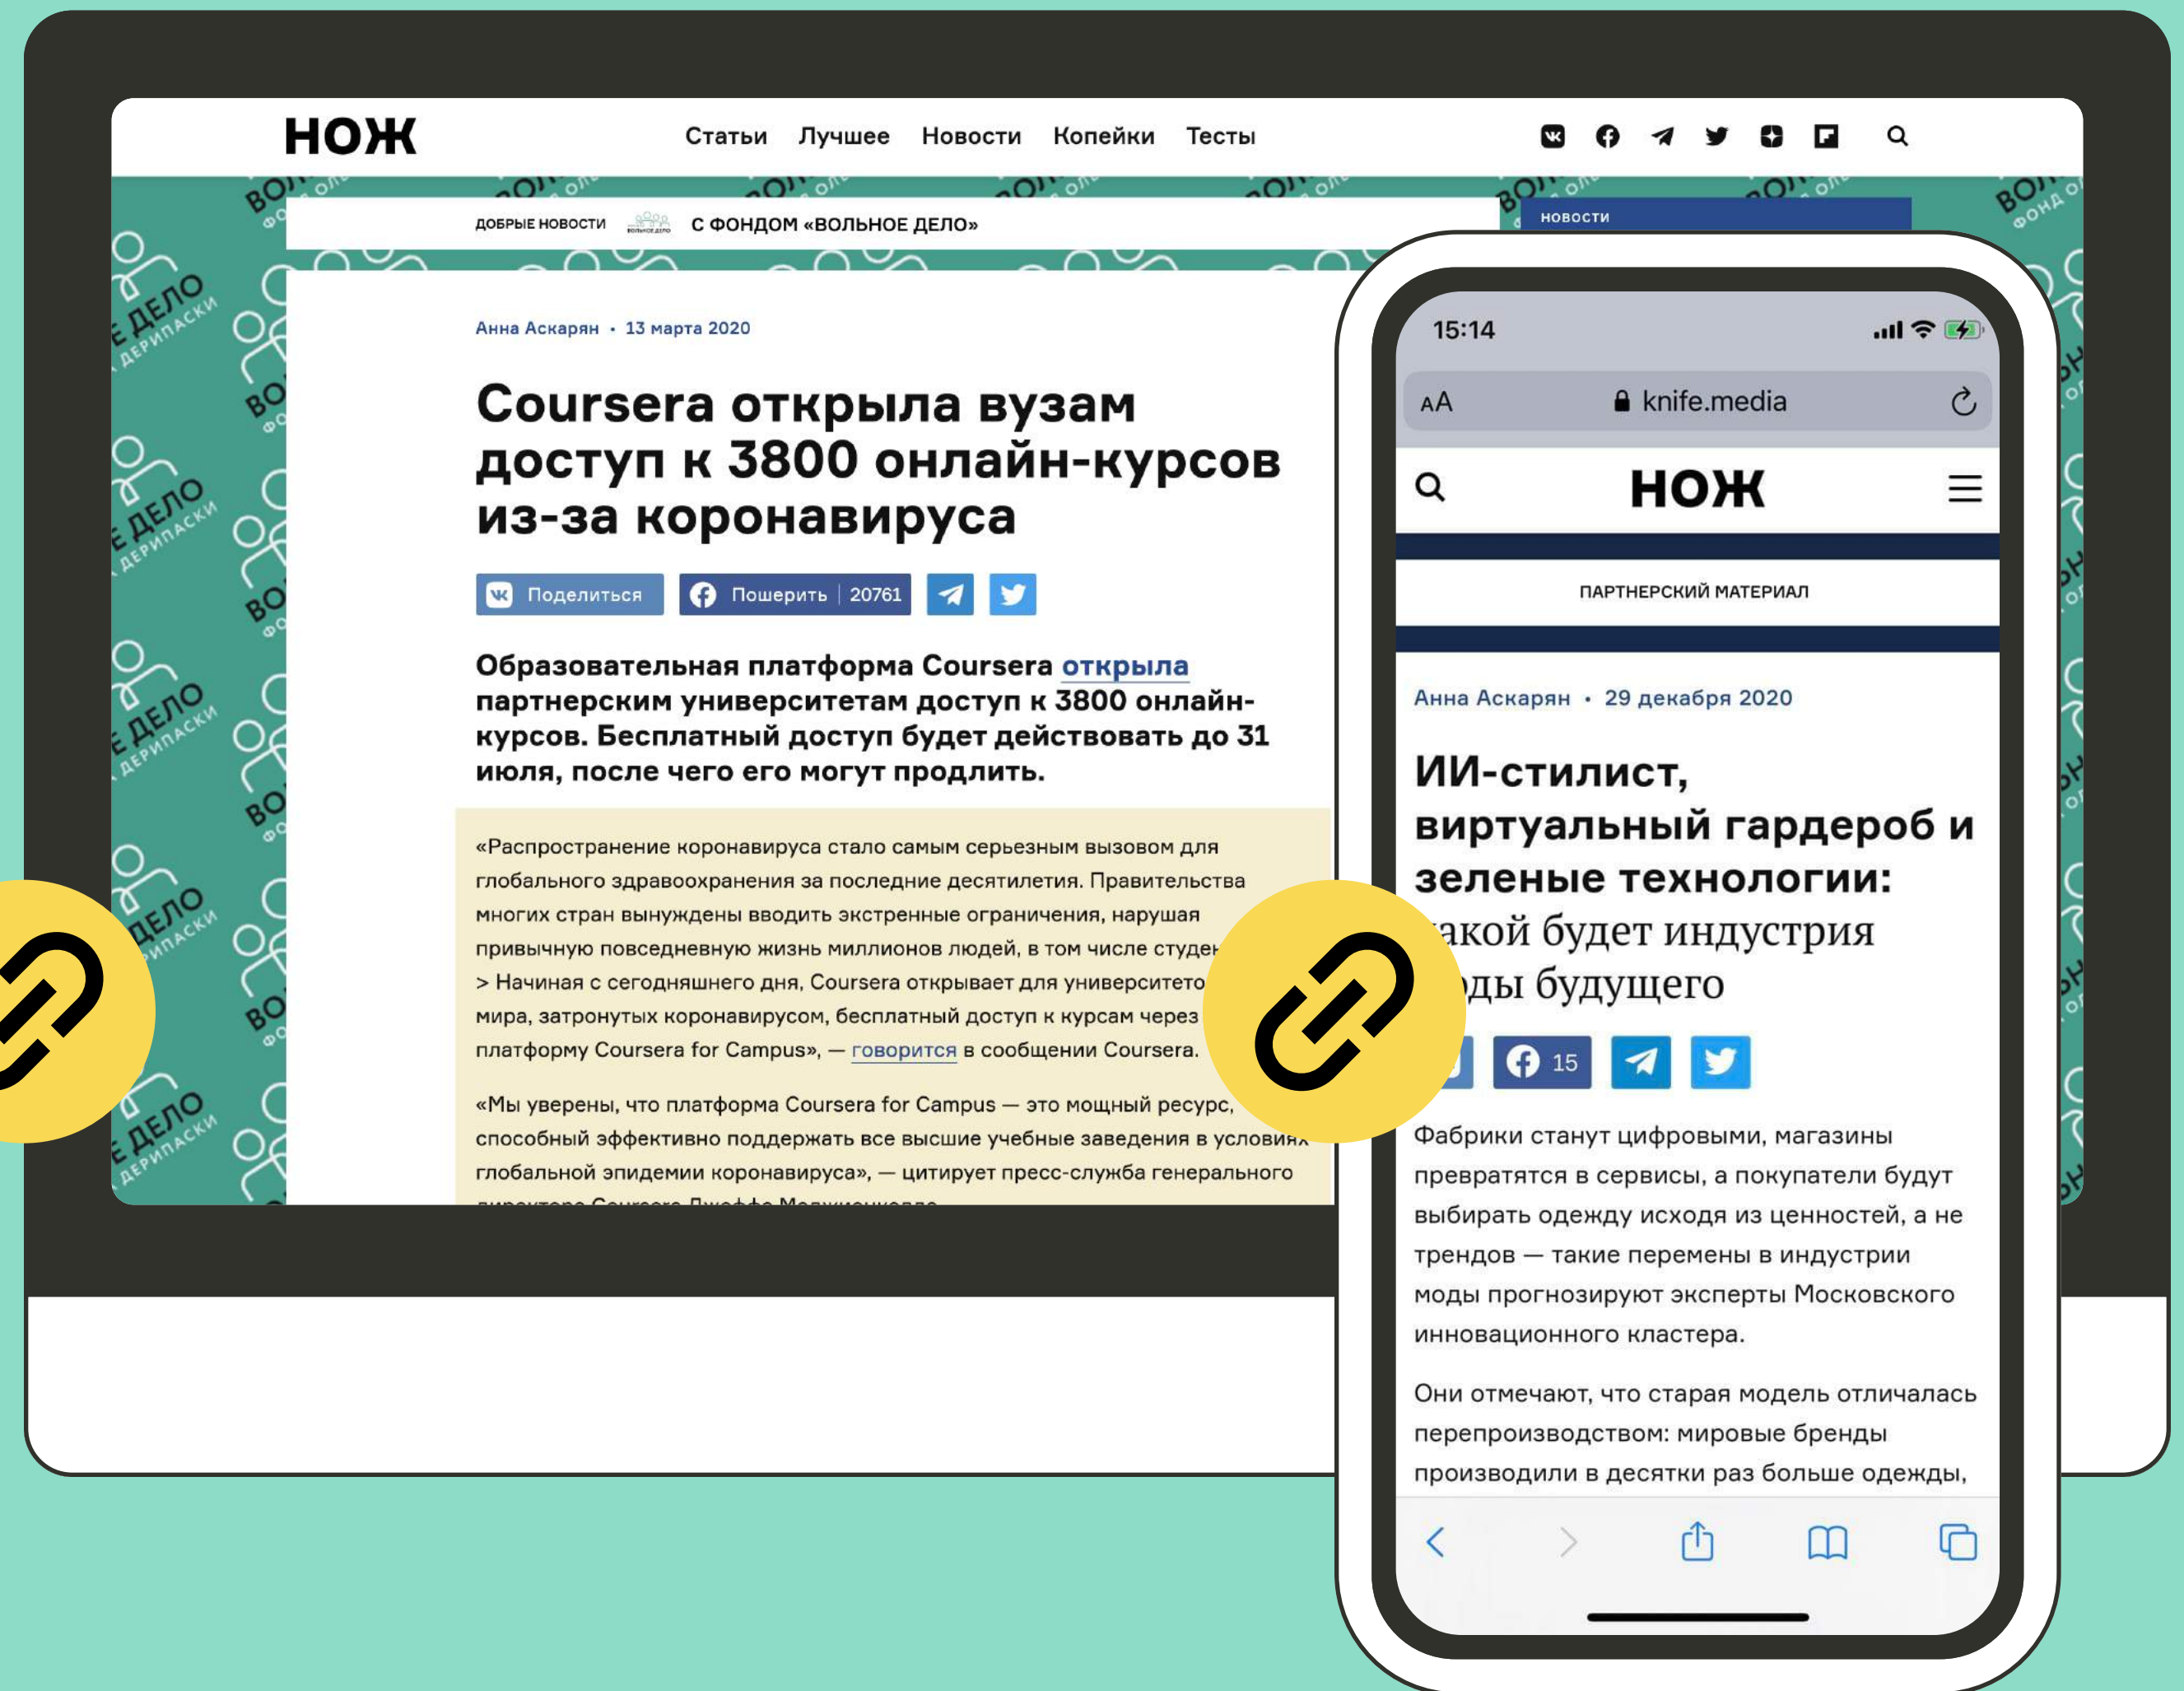 НОЖ
Статьи Лучшее Новости Копейки Тесты
ДОБРЫЕ НОВОСТИ ВОЛЬНОЕ ДЕЛО С ФОНДОМ «ВОЛЬНОЕ ДЕЛО»
НОВОСТИ
Анна Аскарян • 13 марта 2020
Coursera открыла вузам
доступ к 3800 онлайн-курсов
из-за коронавируса
Поделиться Пошерить 20761
Образовательная платформа Coursera открыла
партнерским университетам доступ к 3800 онлайн-
курсов. Бесплатный доступ будет действовать до 31
июля, после чего его могут продлить.
«Распространение коронавируса стало самым серьезным вызовом для
глобального здравоохранения за последние десятилетия. Правительства
многих стран вынуждены вводить экстренные ограничения, нарушая
привычную повседневную жизнь миллионов людей, в том числе
> Начиная с сегодняшнего дня, Coursera открывает для
мира, затронутых коронавирусом, бесплатный доступ к курсам через
платформу Coursera for Campus», — говорится в сообщении Coursera.
«Мы уверены, что платформа Coursera for Campus — это мощный ресурс,
способный эффективно поддержать все высшие учебные заведения в условиях
глобальной эпидемии коронавируса», — цитирует пресс-служба генерального
15:14
AA knife.media
НОЖ
ПАРТНЕРСКИЙ МАТЕРИАЛ
Анна Аскарян • 29 декабря 2020
ИИ-стилист,
виртуальный гардероб и
зеленые технологии:
акой будет индустрия
ды будущего
15
Фабрики станут цифровыми, магазины
превратятся в сервисы, а покупатели будут
выбирать одежду исходя из ценностей, а не
трендов — такие перемены в индустрии
моды прогнозируют эксперты Московского
инновационного кластера.
Они отмечают, что старая модель отличалась
перепроизводством: мировые бренды
производили в десятки раз больше одежды,